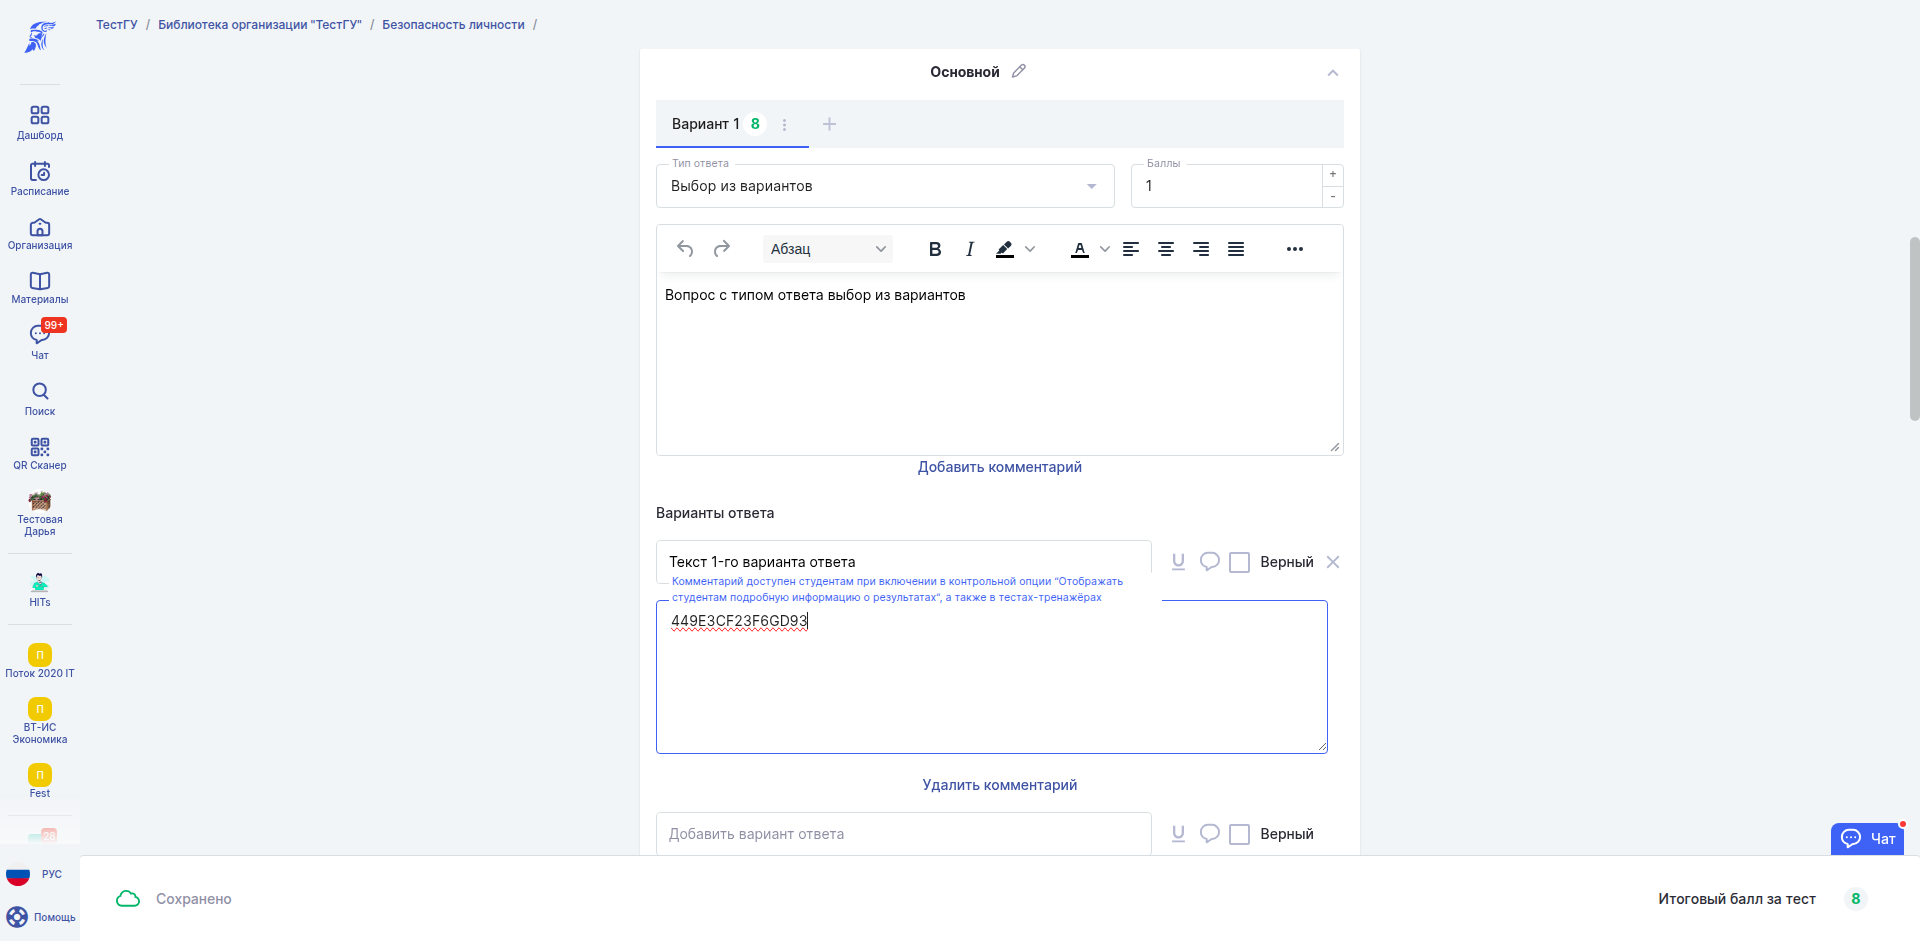 ТестГУ / Библиотека организации "ТестГУ" / Безопасность личности /
Дашборд
Расписание
Организация
Материалы
99+
Чат
Поиск
QR Сканер
Тестовая
Дарья
HITs
П
Поток 2020 IT
П
ВТ-ИС
Экономика
П
Fest
28
РУС
Помощь
Основной
Вариант 1 8
Тип ответа
Выбор из вариантов
Баллы
1
+
-
Абзац
B I A
Вопрос с типом ответа выбор из вариантов
Добавить комментарий
Варианты ответа
Текст 1-го варианта ответа
U Верный
Комментарий доступен студентам при включении в контрольной опции "Отображать
студентам подробную информацию о результатах", а также в тестах-тренажёрах
449E3CF23F6GD93
Удалить комментарий
Добавить вариант ответа
U Верный
Чат
Сохранено
Итоговый балл за тест 8